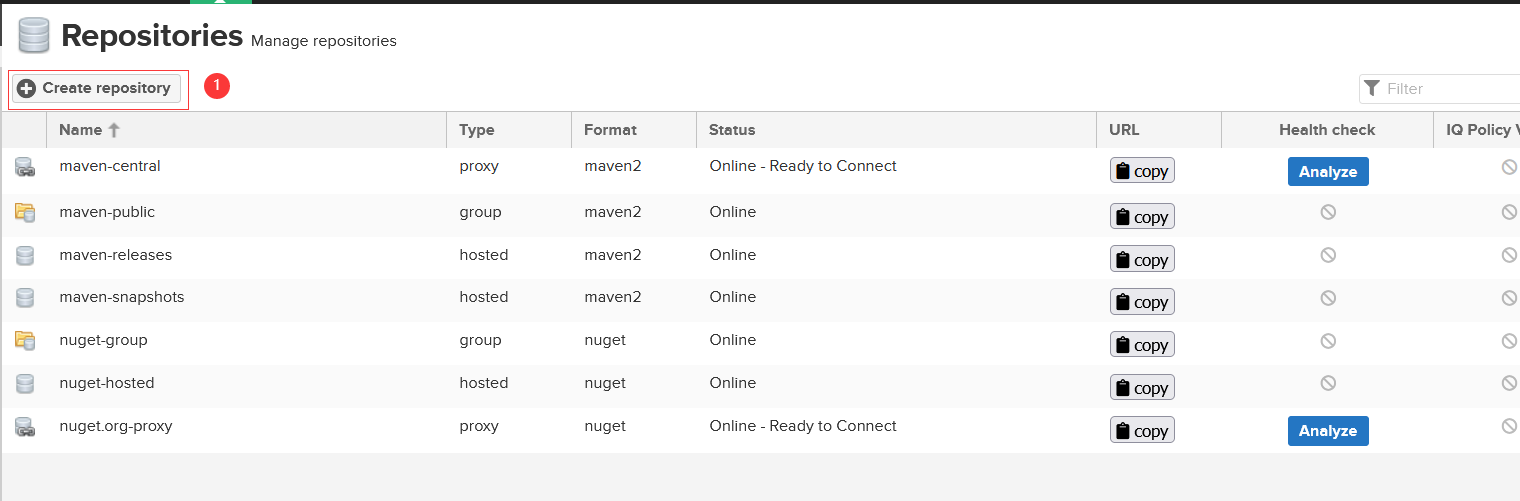 Repositories Manage repositories
Create repository 1 Filter
Name Type Format Status URL Health check IQ Policy V
maven-central proxy maven2 Online - Ready to Connect copy Analyze
maven-public group maven2 Online copy
maven-releases hosted maven2 Online copy
maven-snapshots hosted maven2 Online copy
nuget-group group nuget Online copy
nuget-hosted hosted nuget Online copy
nuget.org-proxy proxy nuget Online - Ready to Connect copy Analyze